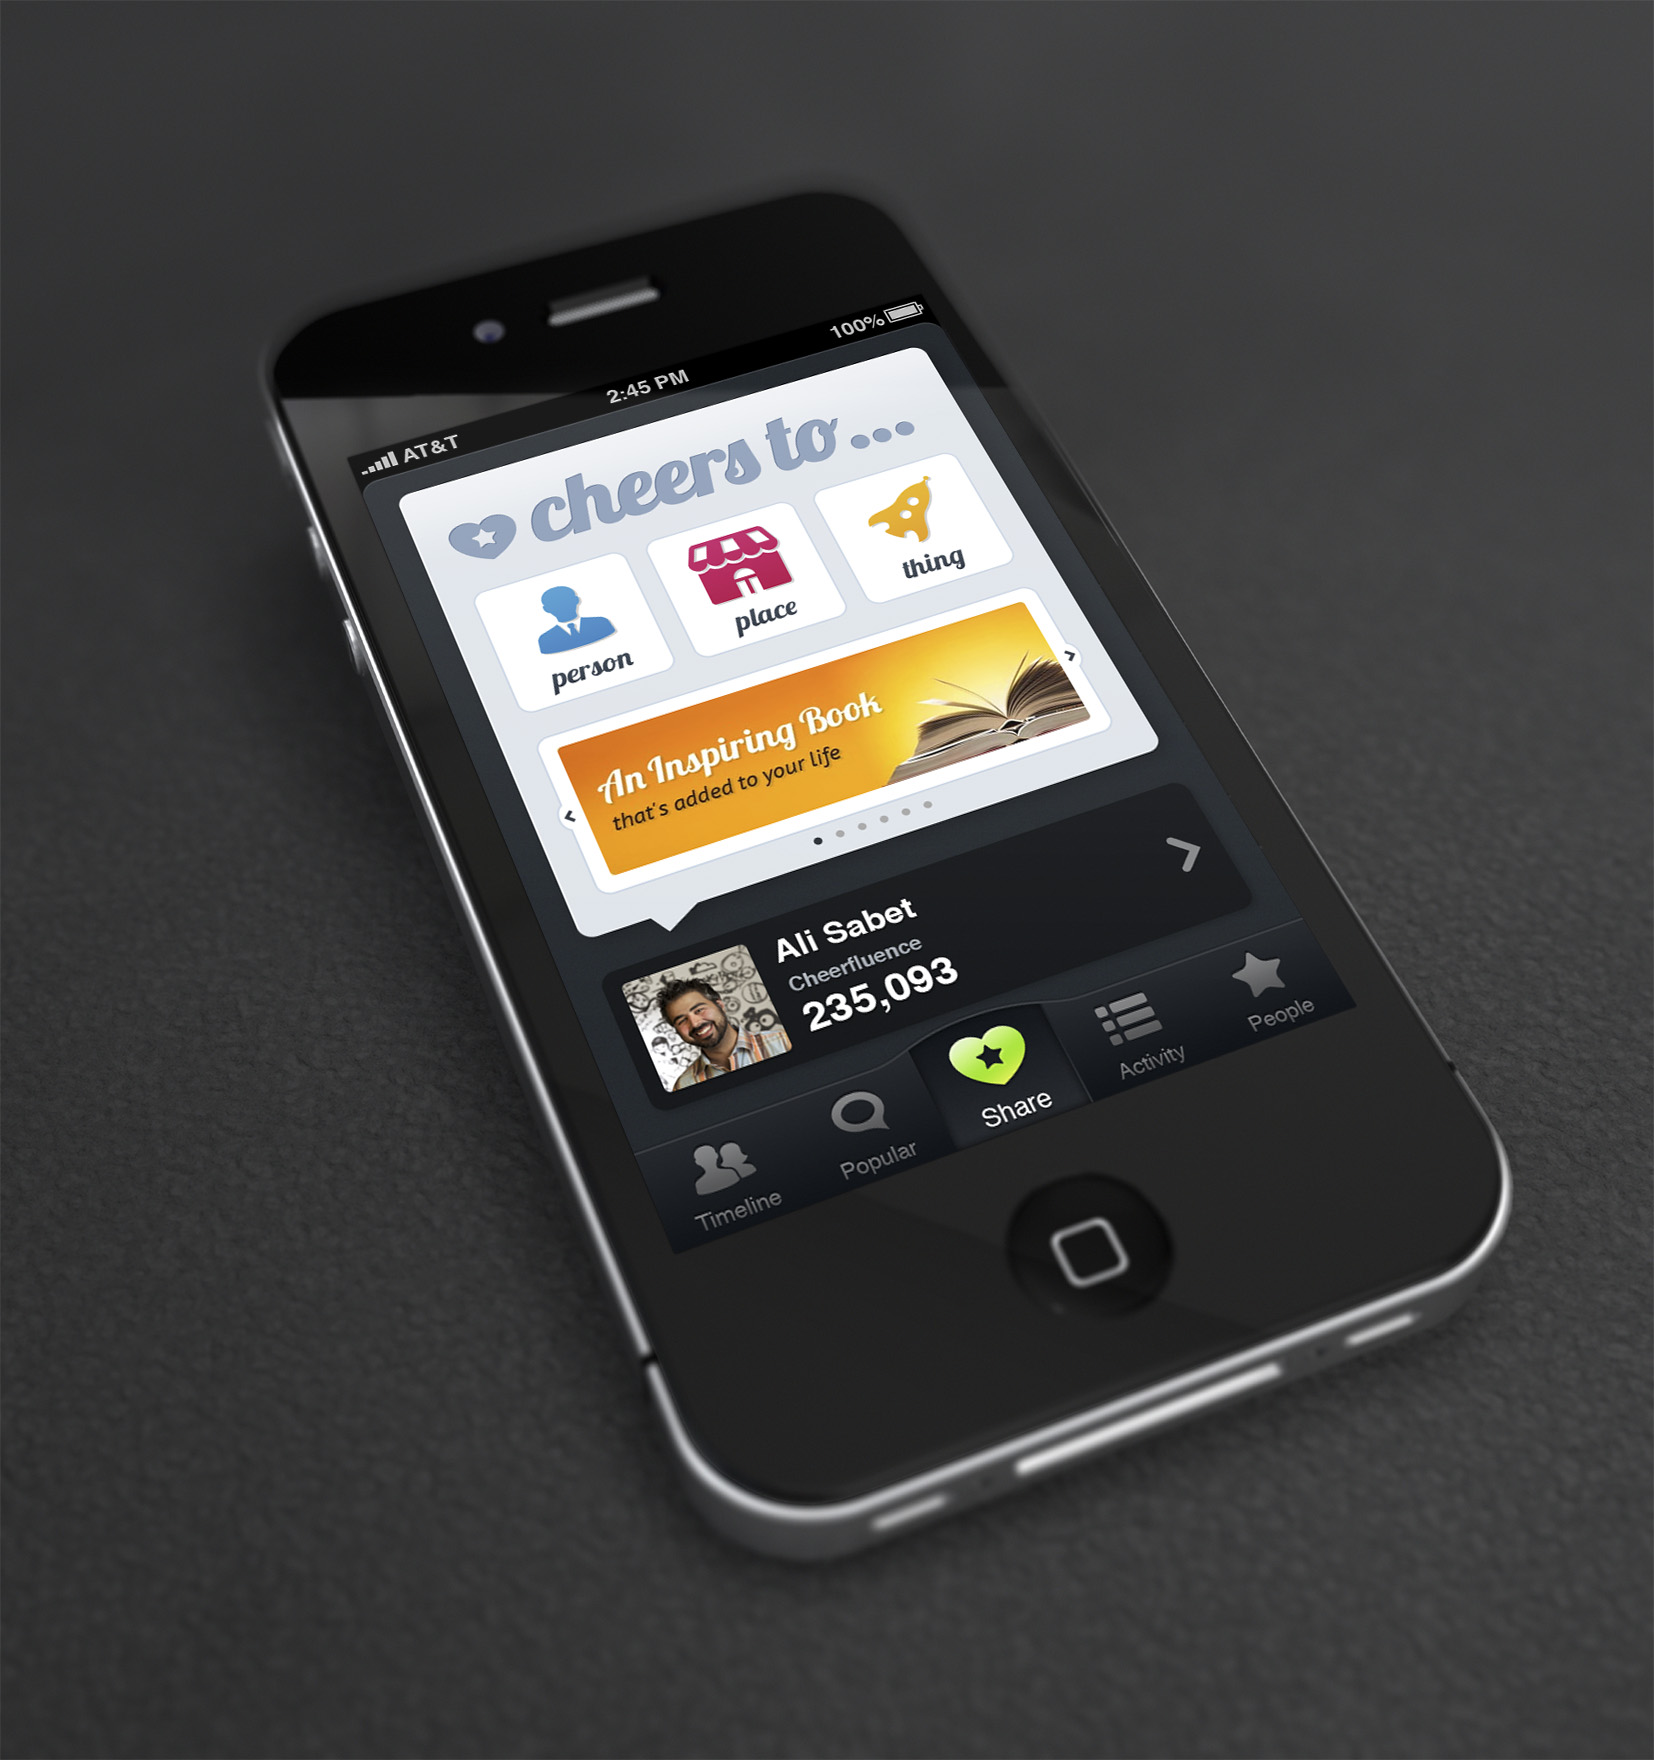 AT&T
2:45 PM
100%
cheers to...
person
place
thing
An Inspiring Book
that's added to your life
Ali Sabet
Cheerfluence
235,093
Timeline
Popular
Share
Activity
People